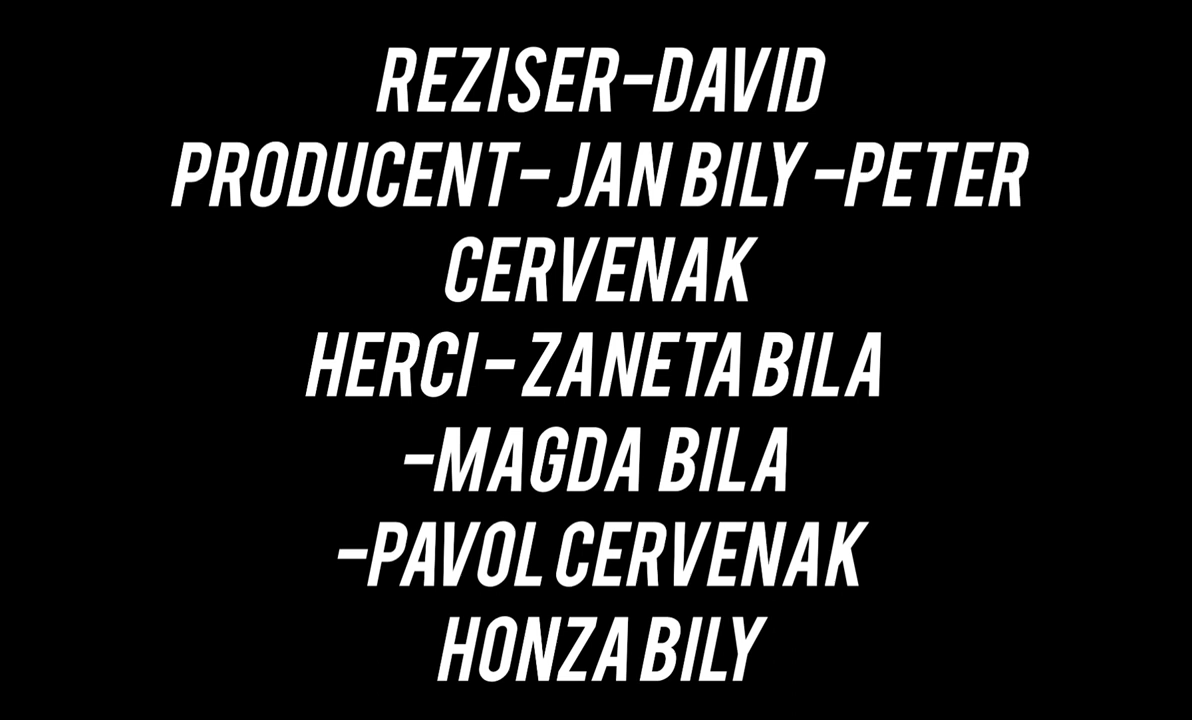 REZISER-DAVID
PRODUCENT- JAN BILY -PETER
CERVENAK
HERCI - ZANETA BILA
-MAGDA BILA
-PAVOL CERVENAK
HONZA BILY